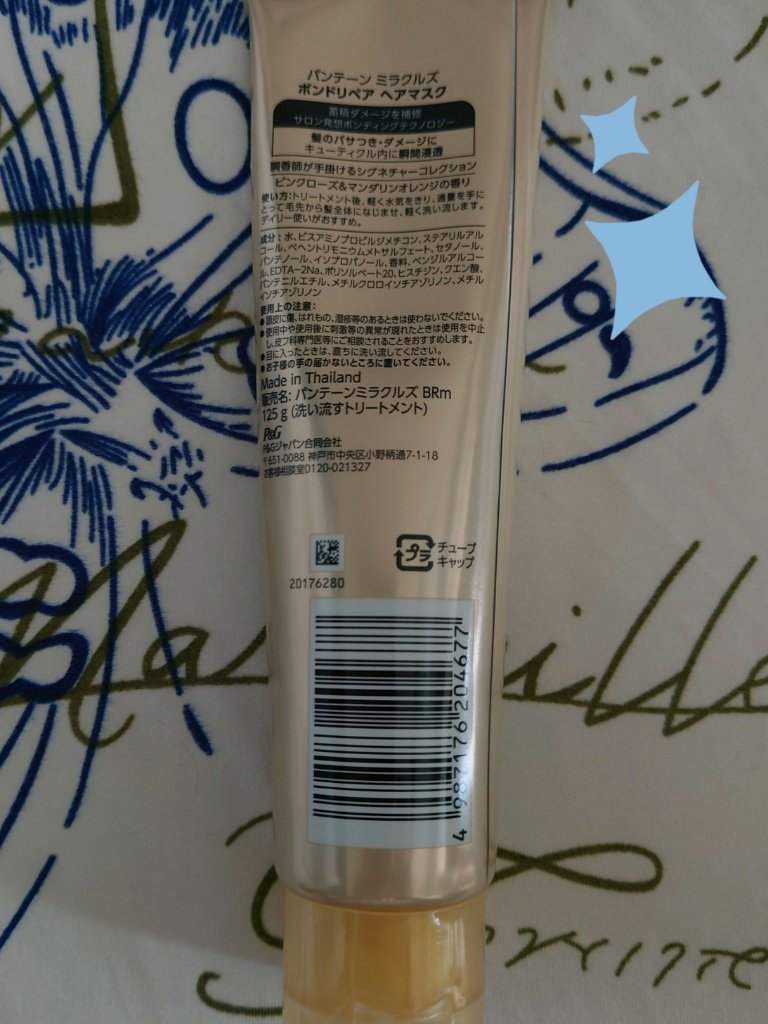 パンテーン ミラクルズ
ボンドリペア ヘアマスク
蓄積ダメージを補修
サロン発想ボンディングテクノロジー
髪のパサつき・ダメージに
キューティクル内に瞬間浸透
調香師が手掛けるシグネチャーコレクション
ピンクローズ&マンダリンオレンジの香り
使い方:トリートメント後、軽く水気をきり、適量を手に
とって毛先から髪全体になじませ、軽く洗い流します。
デイリー使いがおすすめ。
成分:水、ビスアミノプロピルジメチコン、ステアリルアル
コール、ベヘントリモニウムメトサルフェート、セタノール、
パンテノール、イソプロパノール、香料、ベンジルアルコー
ル、EDTA-2Na、ポリソルベート20、ヒスチジン、クエン酸、
パンテニルエチル、メチルクロロイソチアゾリノン、メチル
イソチアゾリノン
使用上の注意:
●頭皮に傷、はれもの、湿疹等のあるときは使わないでください。
●使用中や使用後に刺激等の異常が現れたときは使用を中止
し、皮フ科専門医等にご相談されることをおすすめします。
●目に入ったときは、直ちに洗い流してください。
●お子様の手の届かないところに置いてください。
Made in Thailand
販売名: パンテーンミラクルズ BRm
125 g (洗い流すトリートメント)
P&G
P&Gジャパン合同会社
〒651-0088 神戸市中央区小野柄通7-1-18
お客様相談室0120-021327
プラ
チューブ
キャップ
20176280
4 987176 204677